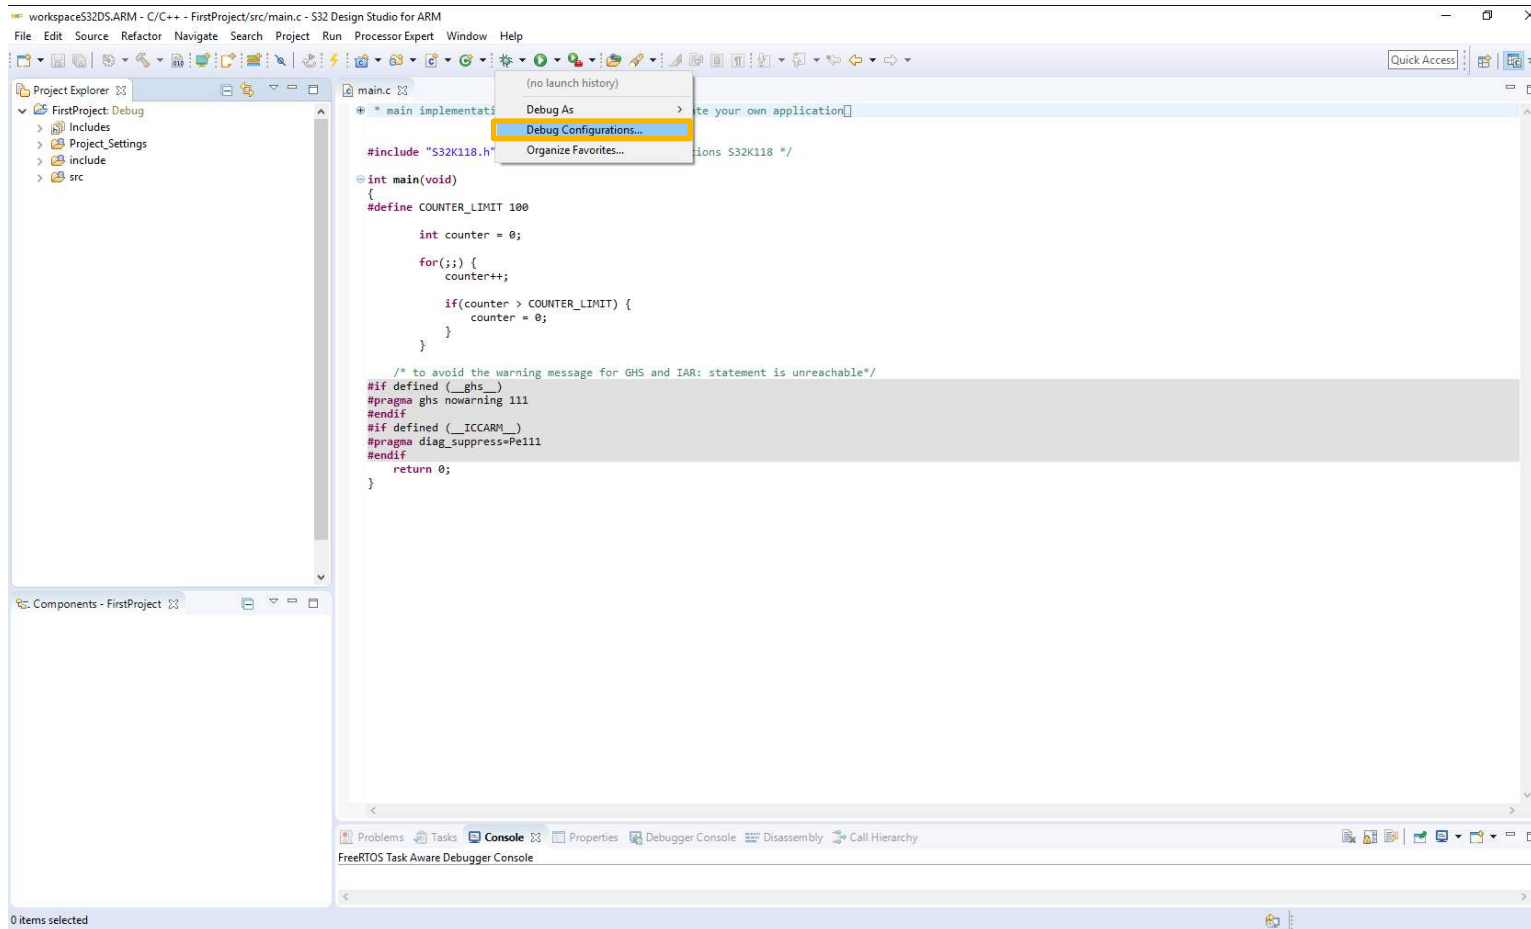 workspaceS32DS.ARM - C/C++ - FirstProject/src/main.c - S32 Design Studio for ARM
File Edit Source Refactor Navigate Search Project Run Processor Expert Window Help
Quick Access
Project Explorer
FirstProject: Debug
Includes
Project_Settings
include
src
Components - FirstProject
main.c
(no launch history)
Debug As
Debug Configurations...
Organize Favorites...
* main implementati te your own application
#include "S32K118.h" ions S32K118 */
int main(void)
{
#define COUNTER_LIMIT 100
int counter = 0;
for(;;) {
counter++;
if(counter > COUNTER_LIMIT) {
counter = 0;
}
}
/* to avoid the warning message for GHS and IAR: statement is unreachable*/
#if defined (__ghs__)
#pragma ghs nowarning 111
#endif
#if defined (__ICCARM__)
#pragma diag_suppress=Pe111
#endif
return 0;
}
Problems Tasks Console Properties Debugger Console Disassembly Call Hierarchy
FreeRTOS Task Aware Debugger Console
0 items selected